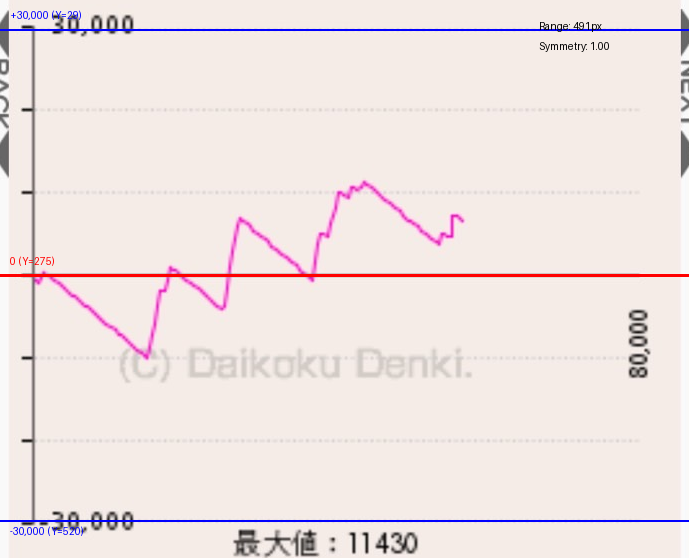 +30,000 (Y=29)
30,000
Range: 491px
Symmetry: 1.00
BACK
NEXT
0 (Y=275)
80,000
(C) Daikoku Denki.
-30,000
-30,000 (Y=520)
最大値：11430